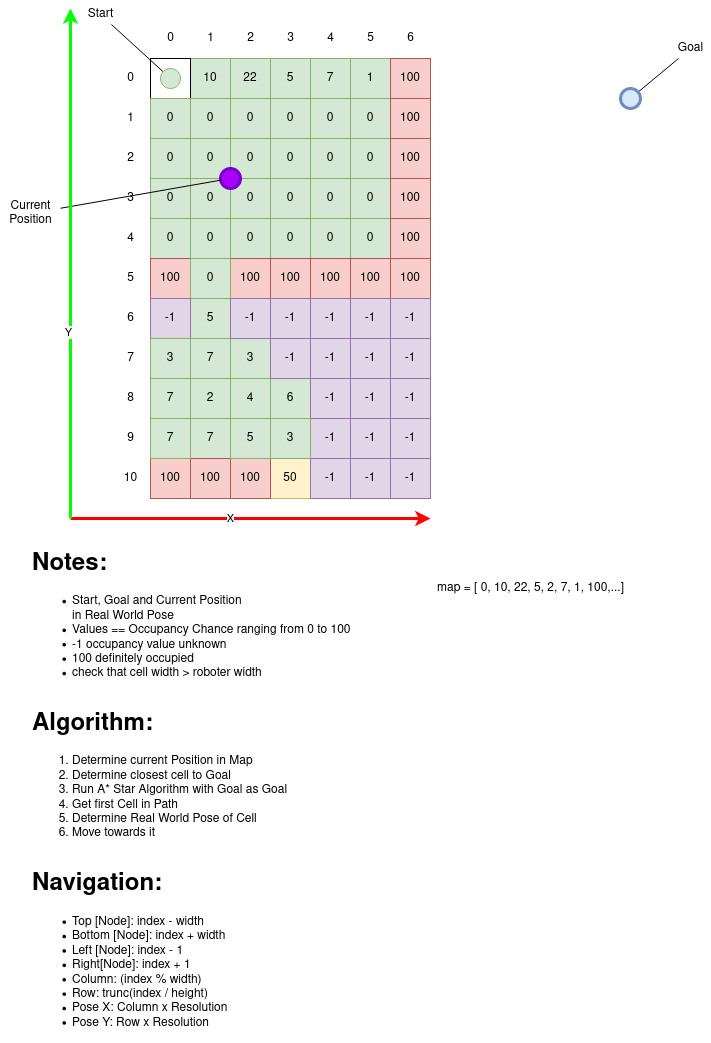 Start
Goal
0 1 2 3 4 5 6
0 10 22 5 7 1 100
1 0 0 0 0 0 0 100
2 0 0 0 0 0 0 100
3 0 0 0 0 0 0 100
4 0 0 0 0 0 0 100
5 100 0 100 100 100 100 100
6 -1 5 -1 -1 -1 -1 -1
7 3 7 3 -1 -1 -1 -1
8 7 2 4 6 -1 -1 -1
9 7 7 5 3 -1 -1 -1
10 100 100 100 50 -1 -1 -1
Current
Position
Y
X
Notes:
map = [ 0, 10, 22, 5, 2, 7, 1, 100,...]
• Start, Goal and Current Position
in Real World Pose
• Values == Occupancy Chance ranging from 0 to 100
• -1 occupancy value unknown
• 100 definitely occupied
• check that cell width > roboter width
Algorithm:
1. Determine current Position in Map
2. Determine closest cell to Goal
3. Run A* Star Algorithm with Goal as Goal
4. Get first Cell in Path
5. Determine Real World Pose of Cell
6. Move towards it
Navigation:
• Top [Node]: index - width
• Bottom [Node]: index + width
• Left [Node]: index - 1
• Right[Node]: index + 1
• Column: (index % width)
• Row: trunc(index / height)
• Pose X: Column x Resolution
• Pose Y: Row x Resolution